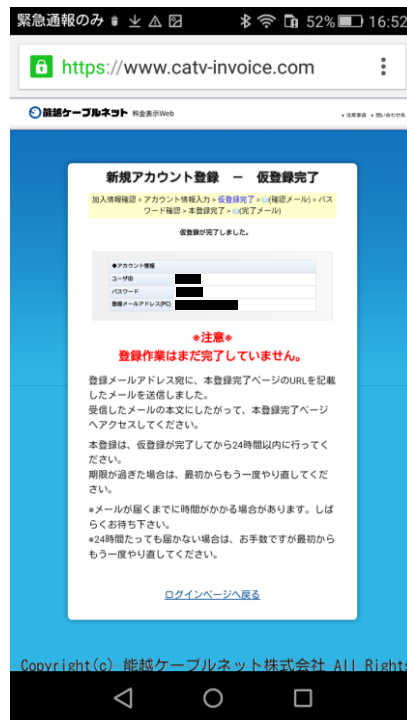 緊急通報のみ 52% 16:52
https://www.catv-invoice.com
能越ケーブルネット 料金表示Web
新規アカウント登録 － 仮登録完了
加入情報確認 > アカウント情報入力 > 仮登録完了 > (確認メール) > パス
ワード確認 > 本登録完了 > (完了メール)
仮登録が完了しました。
◆アカウント情報
ユーザID
パスワード
登録メールアドレス(PC)
※注意※
登録作業はまだ完了していません。
登録メールアドレス宛に、本登録完了ページのURLを記載
したメールを送信しました。
受信したメールの本文にしたがって、本登録完了ページ
へアクセスしてください。
本登録は、仮登録が完了してから24時間以内に行ってく
ださい。
期限が過ぎた場合は、最初からもう一度やり直してくだ
さい。
※メールが届くまでに時間がかかる場合があります。しば
らくお待ち下さい。
※24時間たっても届かない場合は、お手数ですが最初から
もう一度やり直してください。
ログインページへ戻る
Copyright(c) 能越ケーブルネット株式会社 All Rights